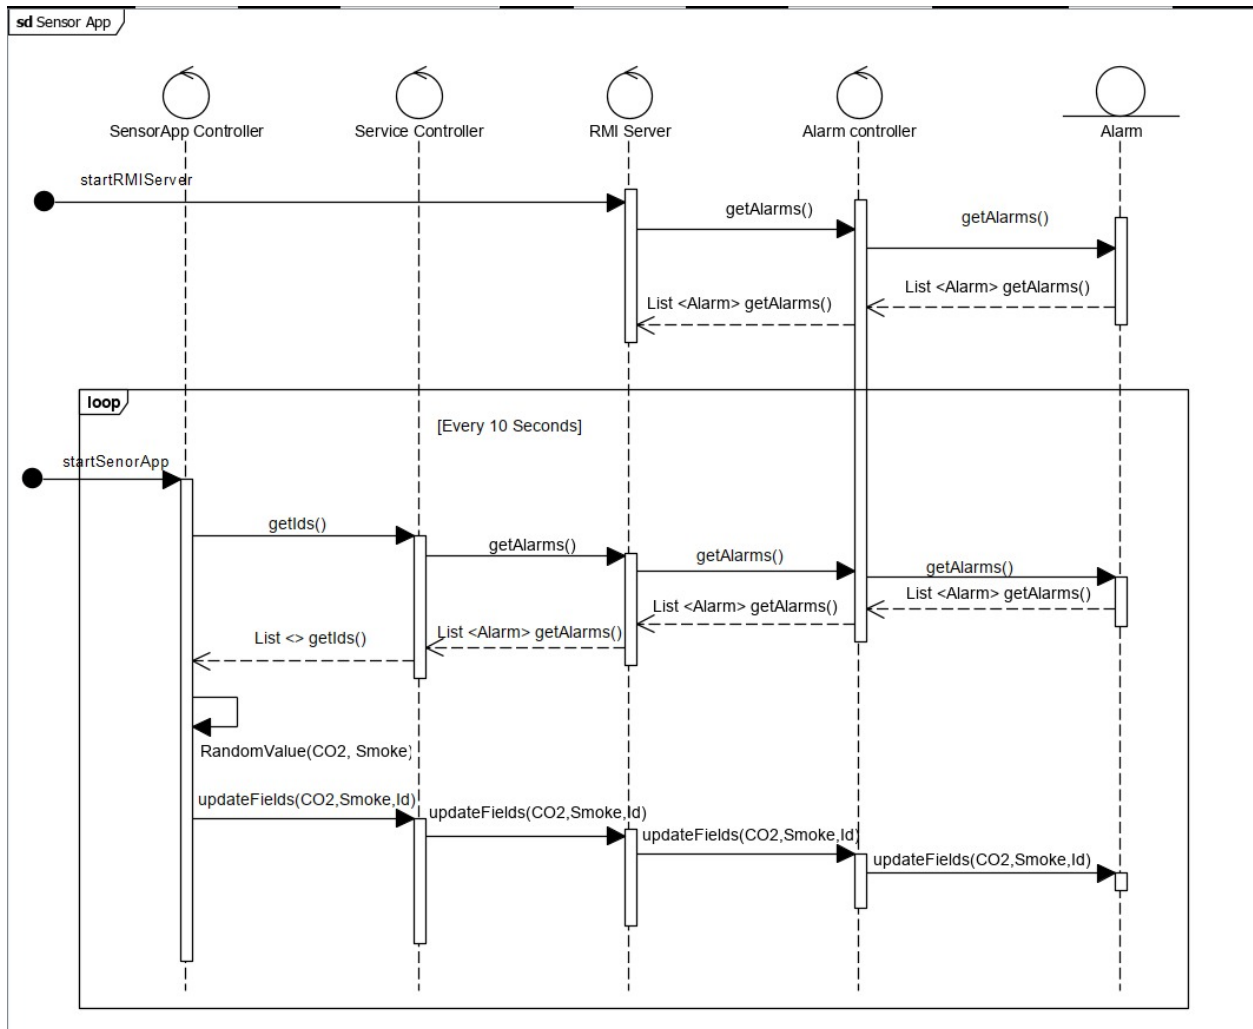 sd Sensor App
SensorApp Controller
Service Controller
RMI Server
Alarm controller
Alarm
startRMIServer
getAlarms()
getAlarms()
List <Alarm> getAlarms()
List <Alarm> getAlarms()
loop
[Every 10 Seconds]
startSenorApp
getIds()
getAlarms()
getAlarms()
getAlarms()
List <Alarm> getAlarms()
List <Alarm> getAlarms()
List <Alarm> getAlarms()
List <> getIds()
RandomValue(CO2, Smoke)
updateFields(CO2,Smoke,Id)
updateFields(CO2,Smoke,Id)
updateFields(CO2,Smoke,Id)
updateFields(CO2,Smoke,Id)